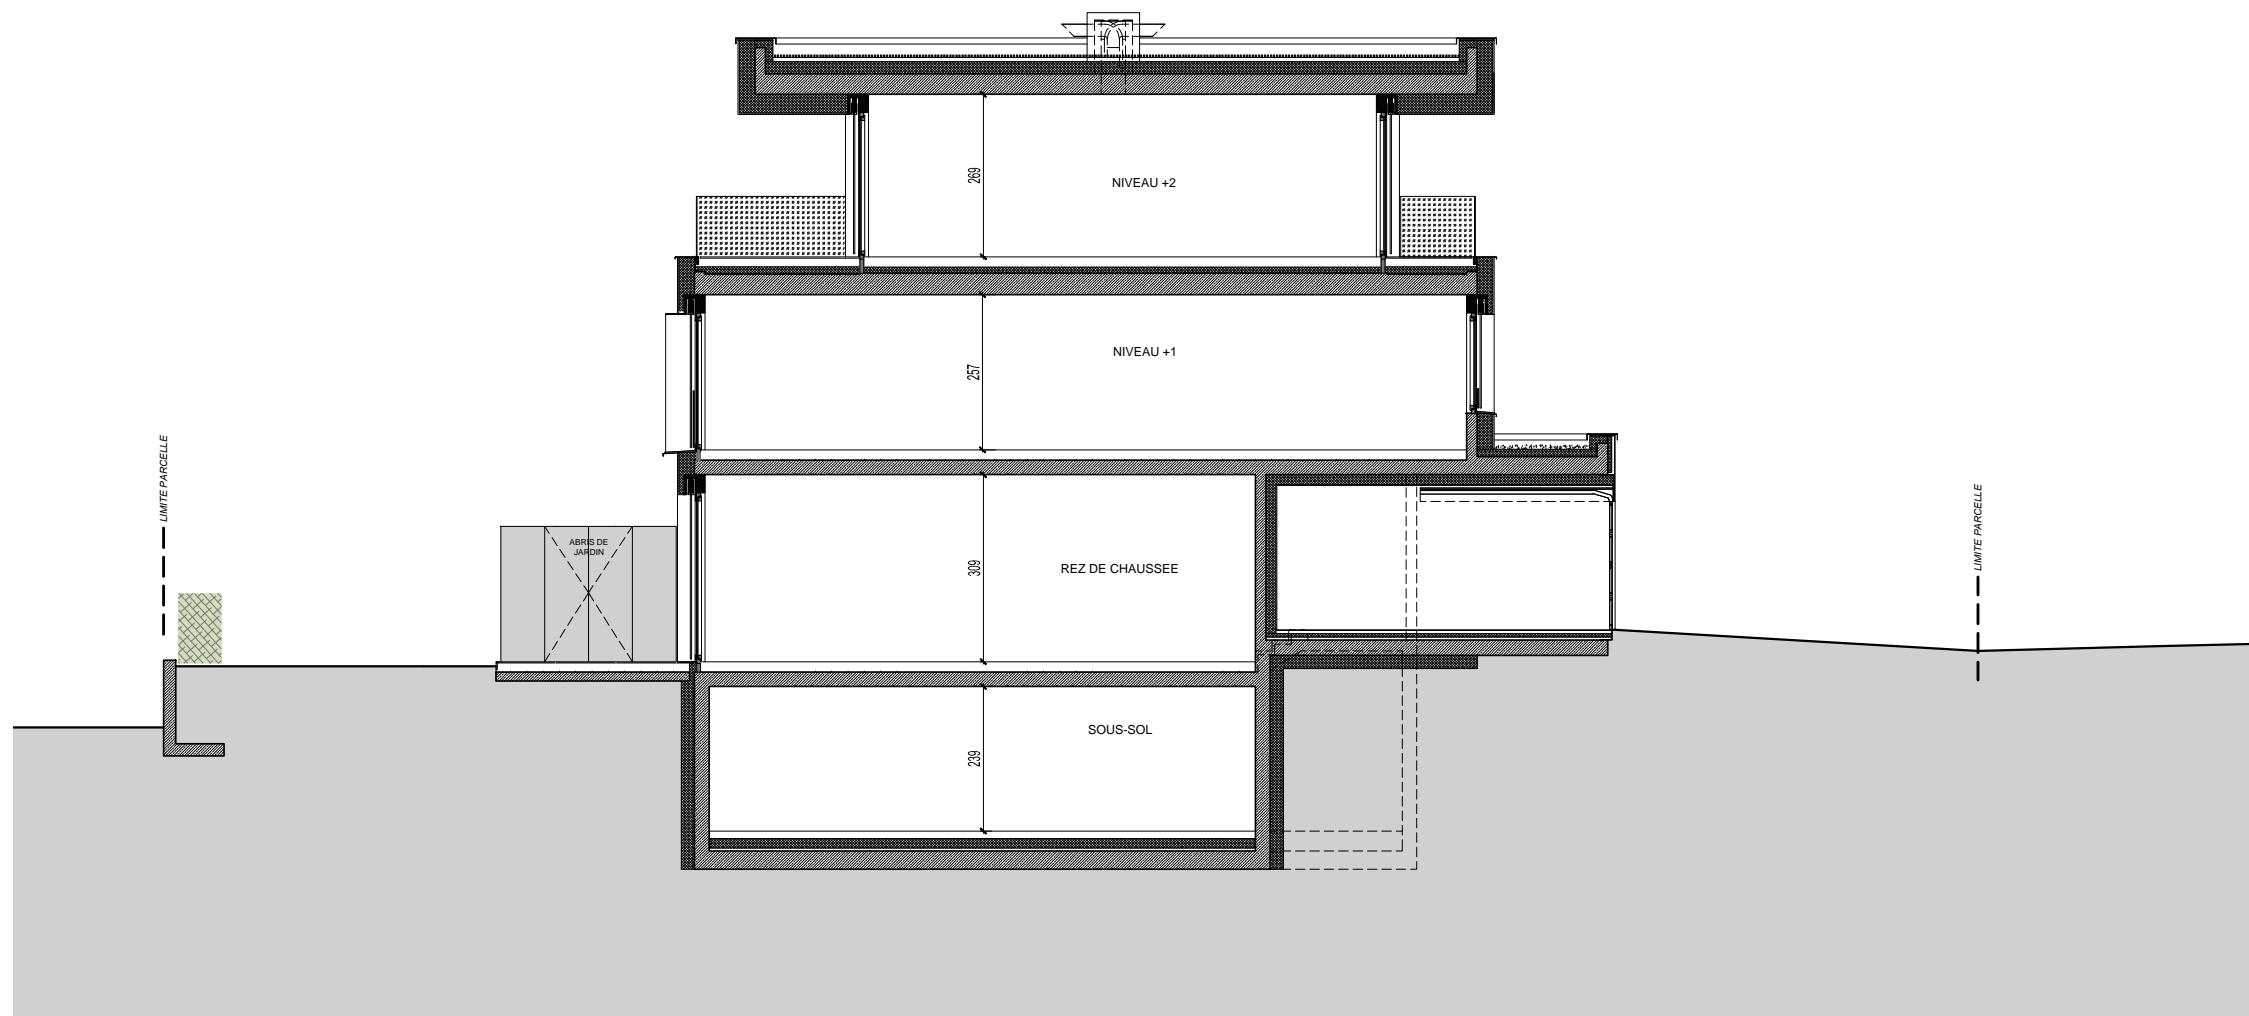 269
NIVEAU +2
NIVEAU +1
257
LIMITE PARCELLE
LIMITE PARCELLE
ABRIS DE
JARDIN
309
REZ DE CHAUSSEE
SOUS-SOL
239